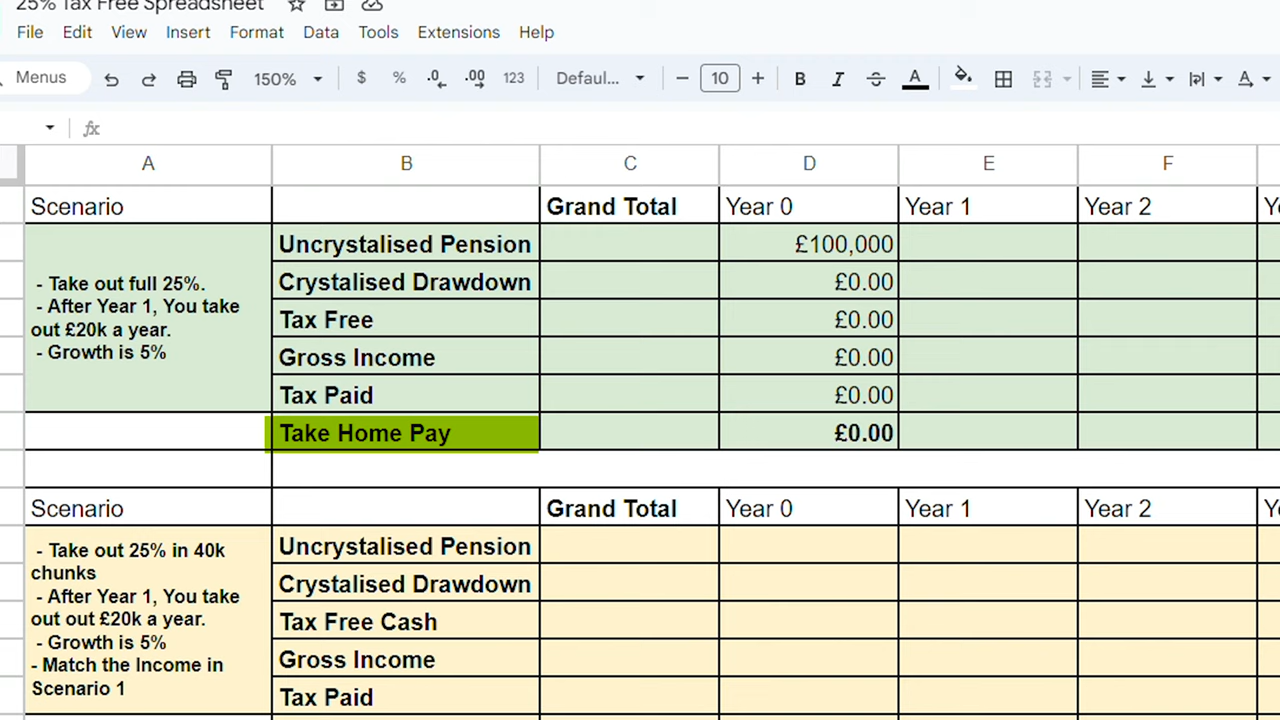 25% Tax Free Spreadsheet
File Edit View Insert Format Data Tools Extensions Help
Menus 150% $ % .0 .00 123 Defaul... − 10 + B I S A A
fx
A B C D E F
Scenario Grand Total Year 0 Year 1 Year 2
- Take out full 25%.
- After Year 1, You take
out £20k a year.
- Growth is 5%
Uncrystalised Pension £100,000
Crystalised Drawdown £0.00
Tax Free £0.00
Gross Income £0.00
Tax Paid £0.00
Take Home Pay £0.00
Scenario Grand Total Year 0 Year 1 Year 2
- Take out 25% in 40k
chunks
- After Year 1, You take
out out £20k a year.
- Growth is 5%
- Match the Income in
Scenario 1
Uncrystalised Pension
Crystalised Drawdown
Tax Free Cash
Gross Income
Tax Paid